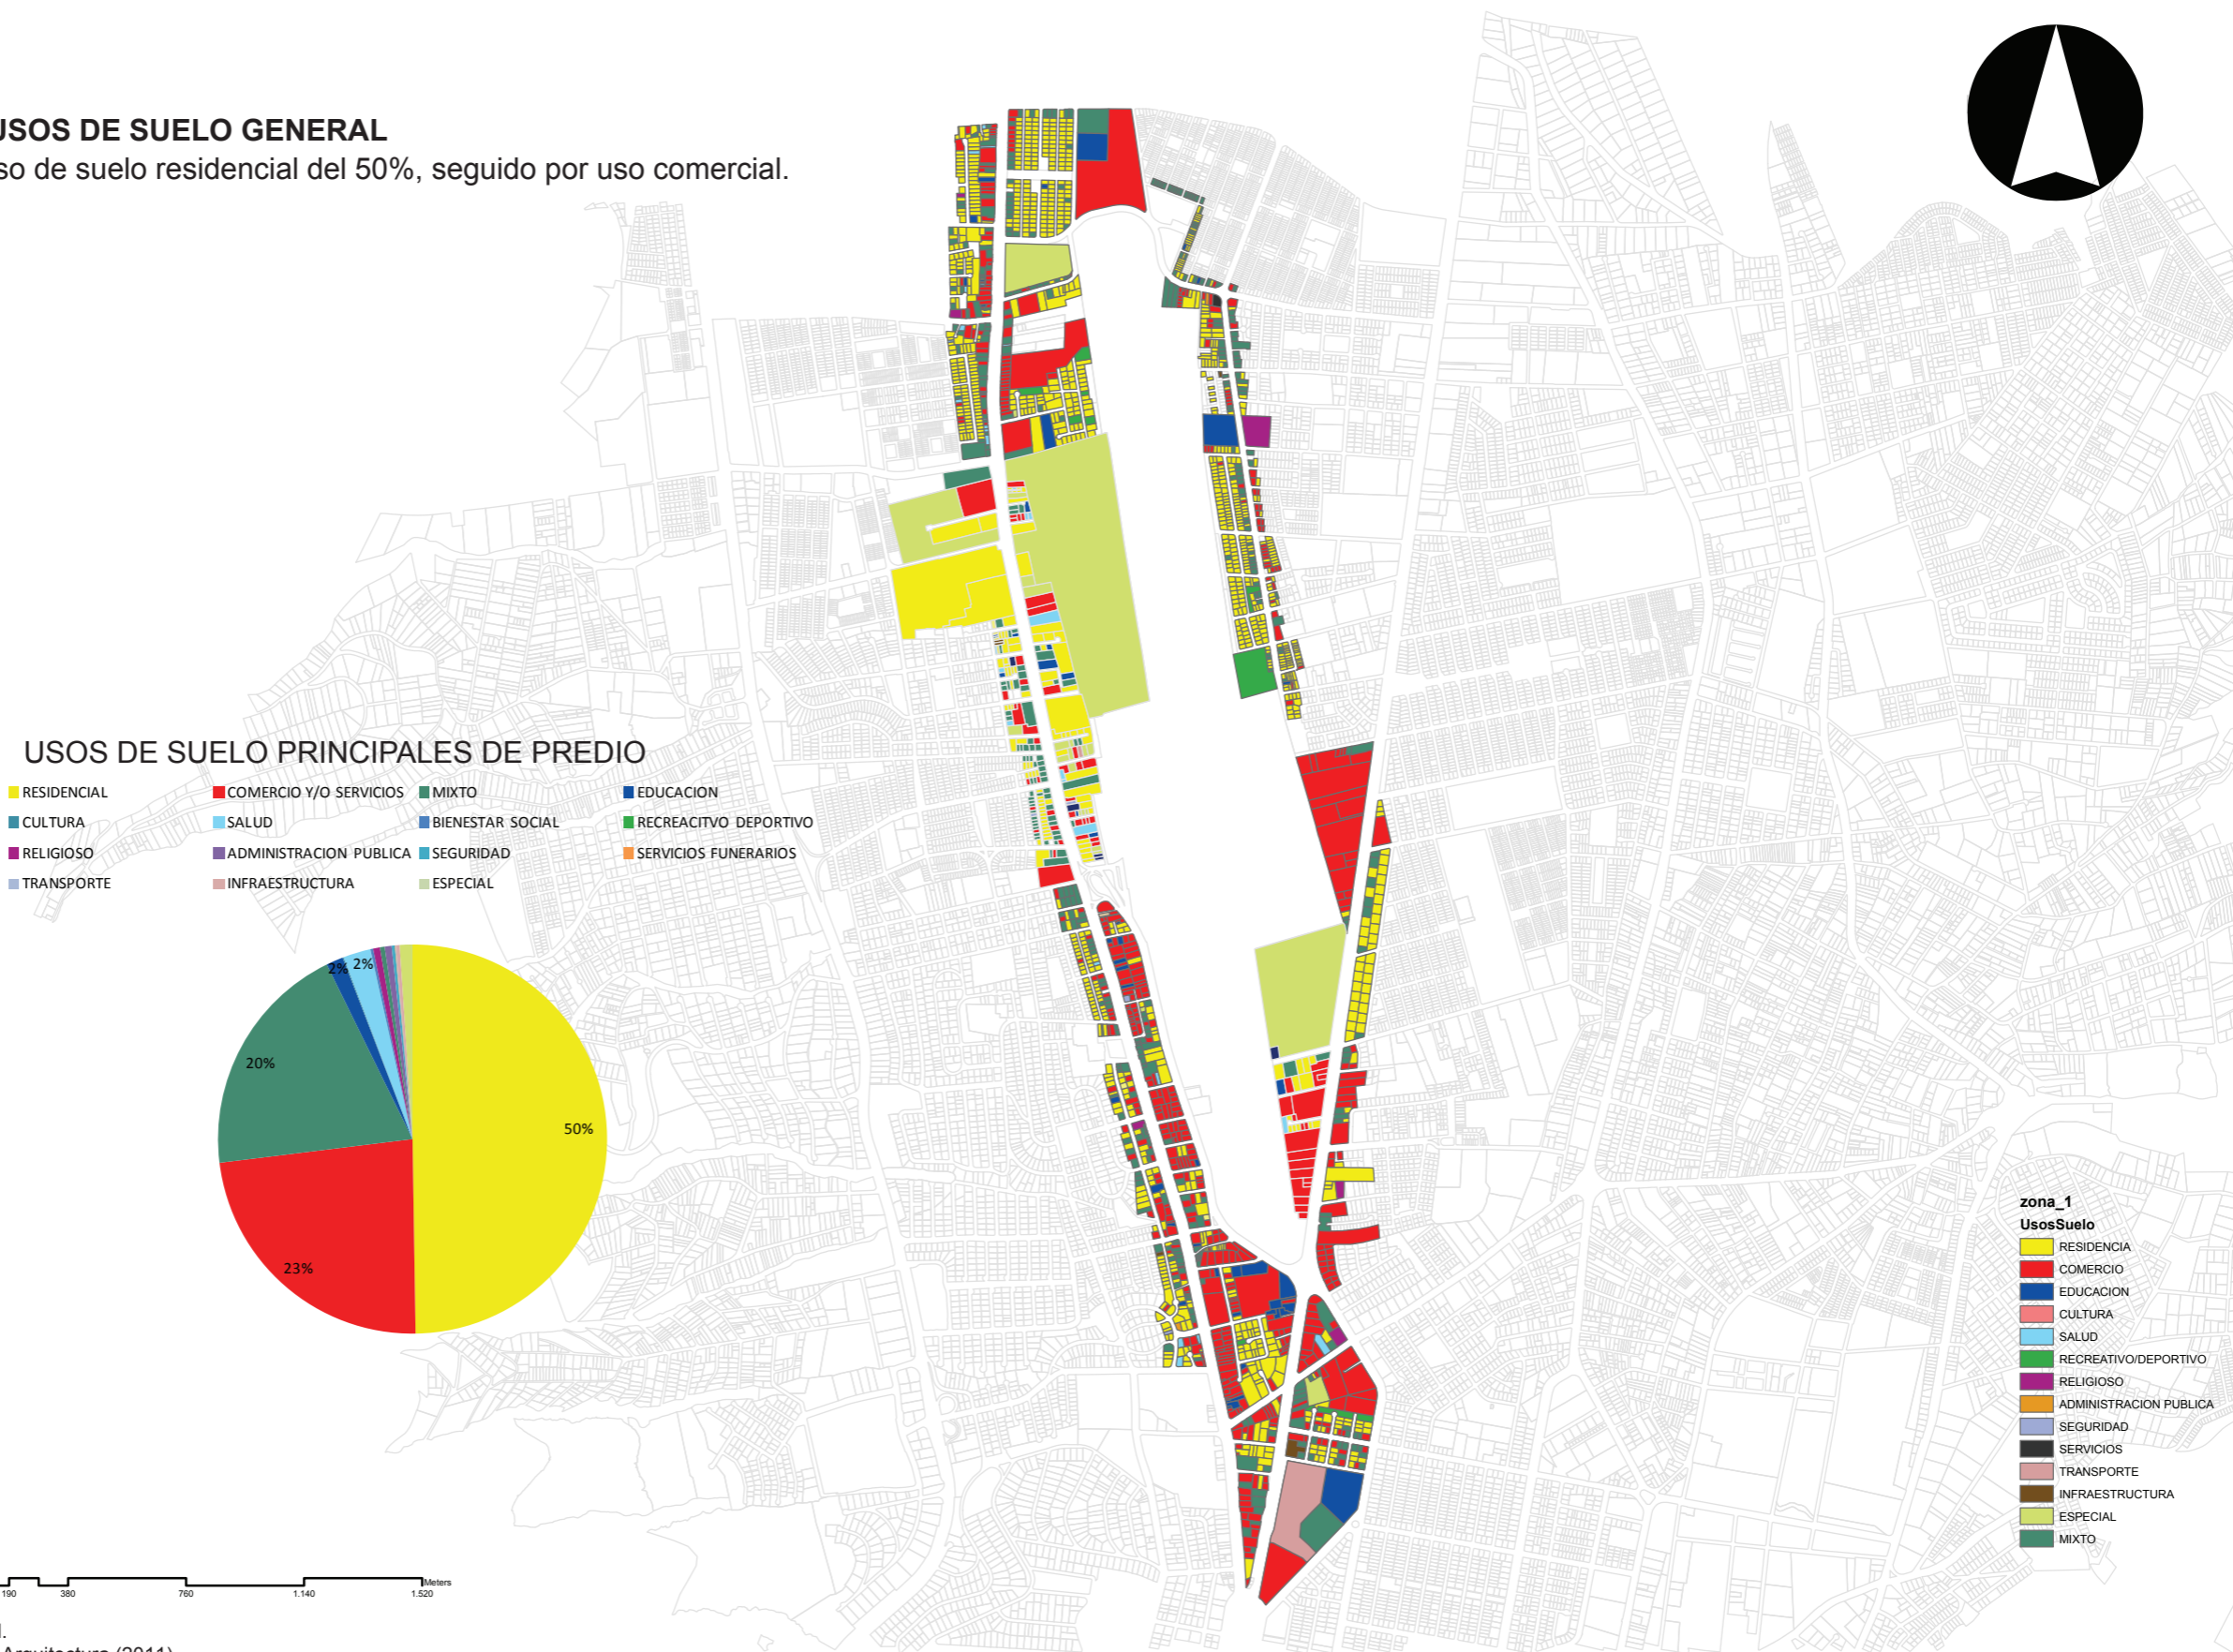 USOS DE SUELO GENERAL
so de suelo residencial del 50%, seguido por uso comercial.
USOS DE SUELO PRINCIPALES DE PREDIO
RESIDENCIAL
COMERCIO Y/O SERVICIOS
MIXTO
EDUCACION
CULTURA
SALUD
BIENESTAR SOCIAL
RECREACITVO DEPORTIVO
RELIGIOSO
ADMINISTRACION PUBLICA
SEGURIDAD
SERVICIOS FUNERARIOS
TRANSPORTE
INFRAESTRUCTURA
ESPECIAL
2%
2%
20%
50%
23%
zona_1
UsosSuelo
RESIDENCIA
COMERCIO
EDUCACION
CULTURA
SALUD
RECREATIVO/DEPORTIVO
RELIGIOSO
ADMINISTRACION PUBLICA
SEGURIDAD
SERVICIOS
TRANSPORTE
INFRAESTRUCTURA
ESPECIAL
MIXTO
Meters
190
380
760
1.140
1.520
Arquitectura (2011)